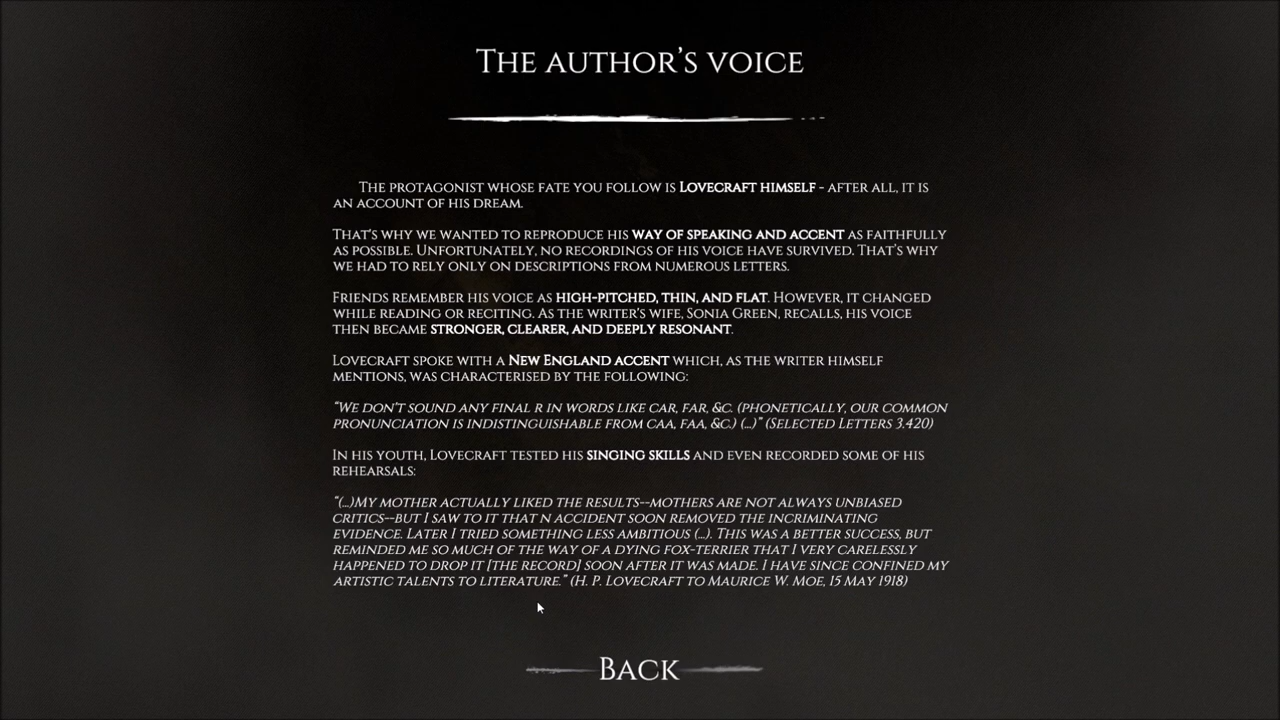 The author's voice
The protagonist whose fate you follow is Lovecraft himself - after all, it is
an account of his dream.
That's why we wanted to reproduce his way of speaking and accent as faithfully
as possible. Unfortunately, no recordings of his voice have survived. That's why
we had to rely only on descriptions from numerous letters.
Friends remember his voice as high-pitched, thin, and flat. However, it changed
while reading or reciting. As the writer's wife, Sonia Green, recalls, his voice
then became stronger, clearer, and deeply resonant.
Lovecraft spoke with a New England accent which, as the writer himself
mentions, was characterised by the following:
"We don't sound any final r in words like car, far, &c. (phonetically, our common
pronunciation is indistinguishable from caa, faa, &c.) (...)" (Selected Letters 3.420)
In his youth, Lovecraft tested his singing skills and even recorded some of his
rehearsals:
"(...)My mother actually liked the results--mothers are not always unbiased
critics--but I saw to it that n accident soon removed the incriminating
evidence. Later I tried something less ambitious (...). This was a better success, but
reminded me so much of the way of a dying fox-terrier that I very carelessly
happened to drop it [the record] soon after it was made. I have since confined my
artistic talents to literature." (H. P. Lovecraft to Maurice W. Moe, 15 May 1918)
Back